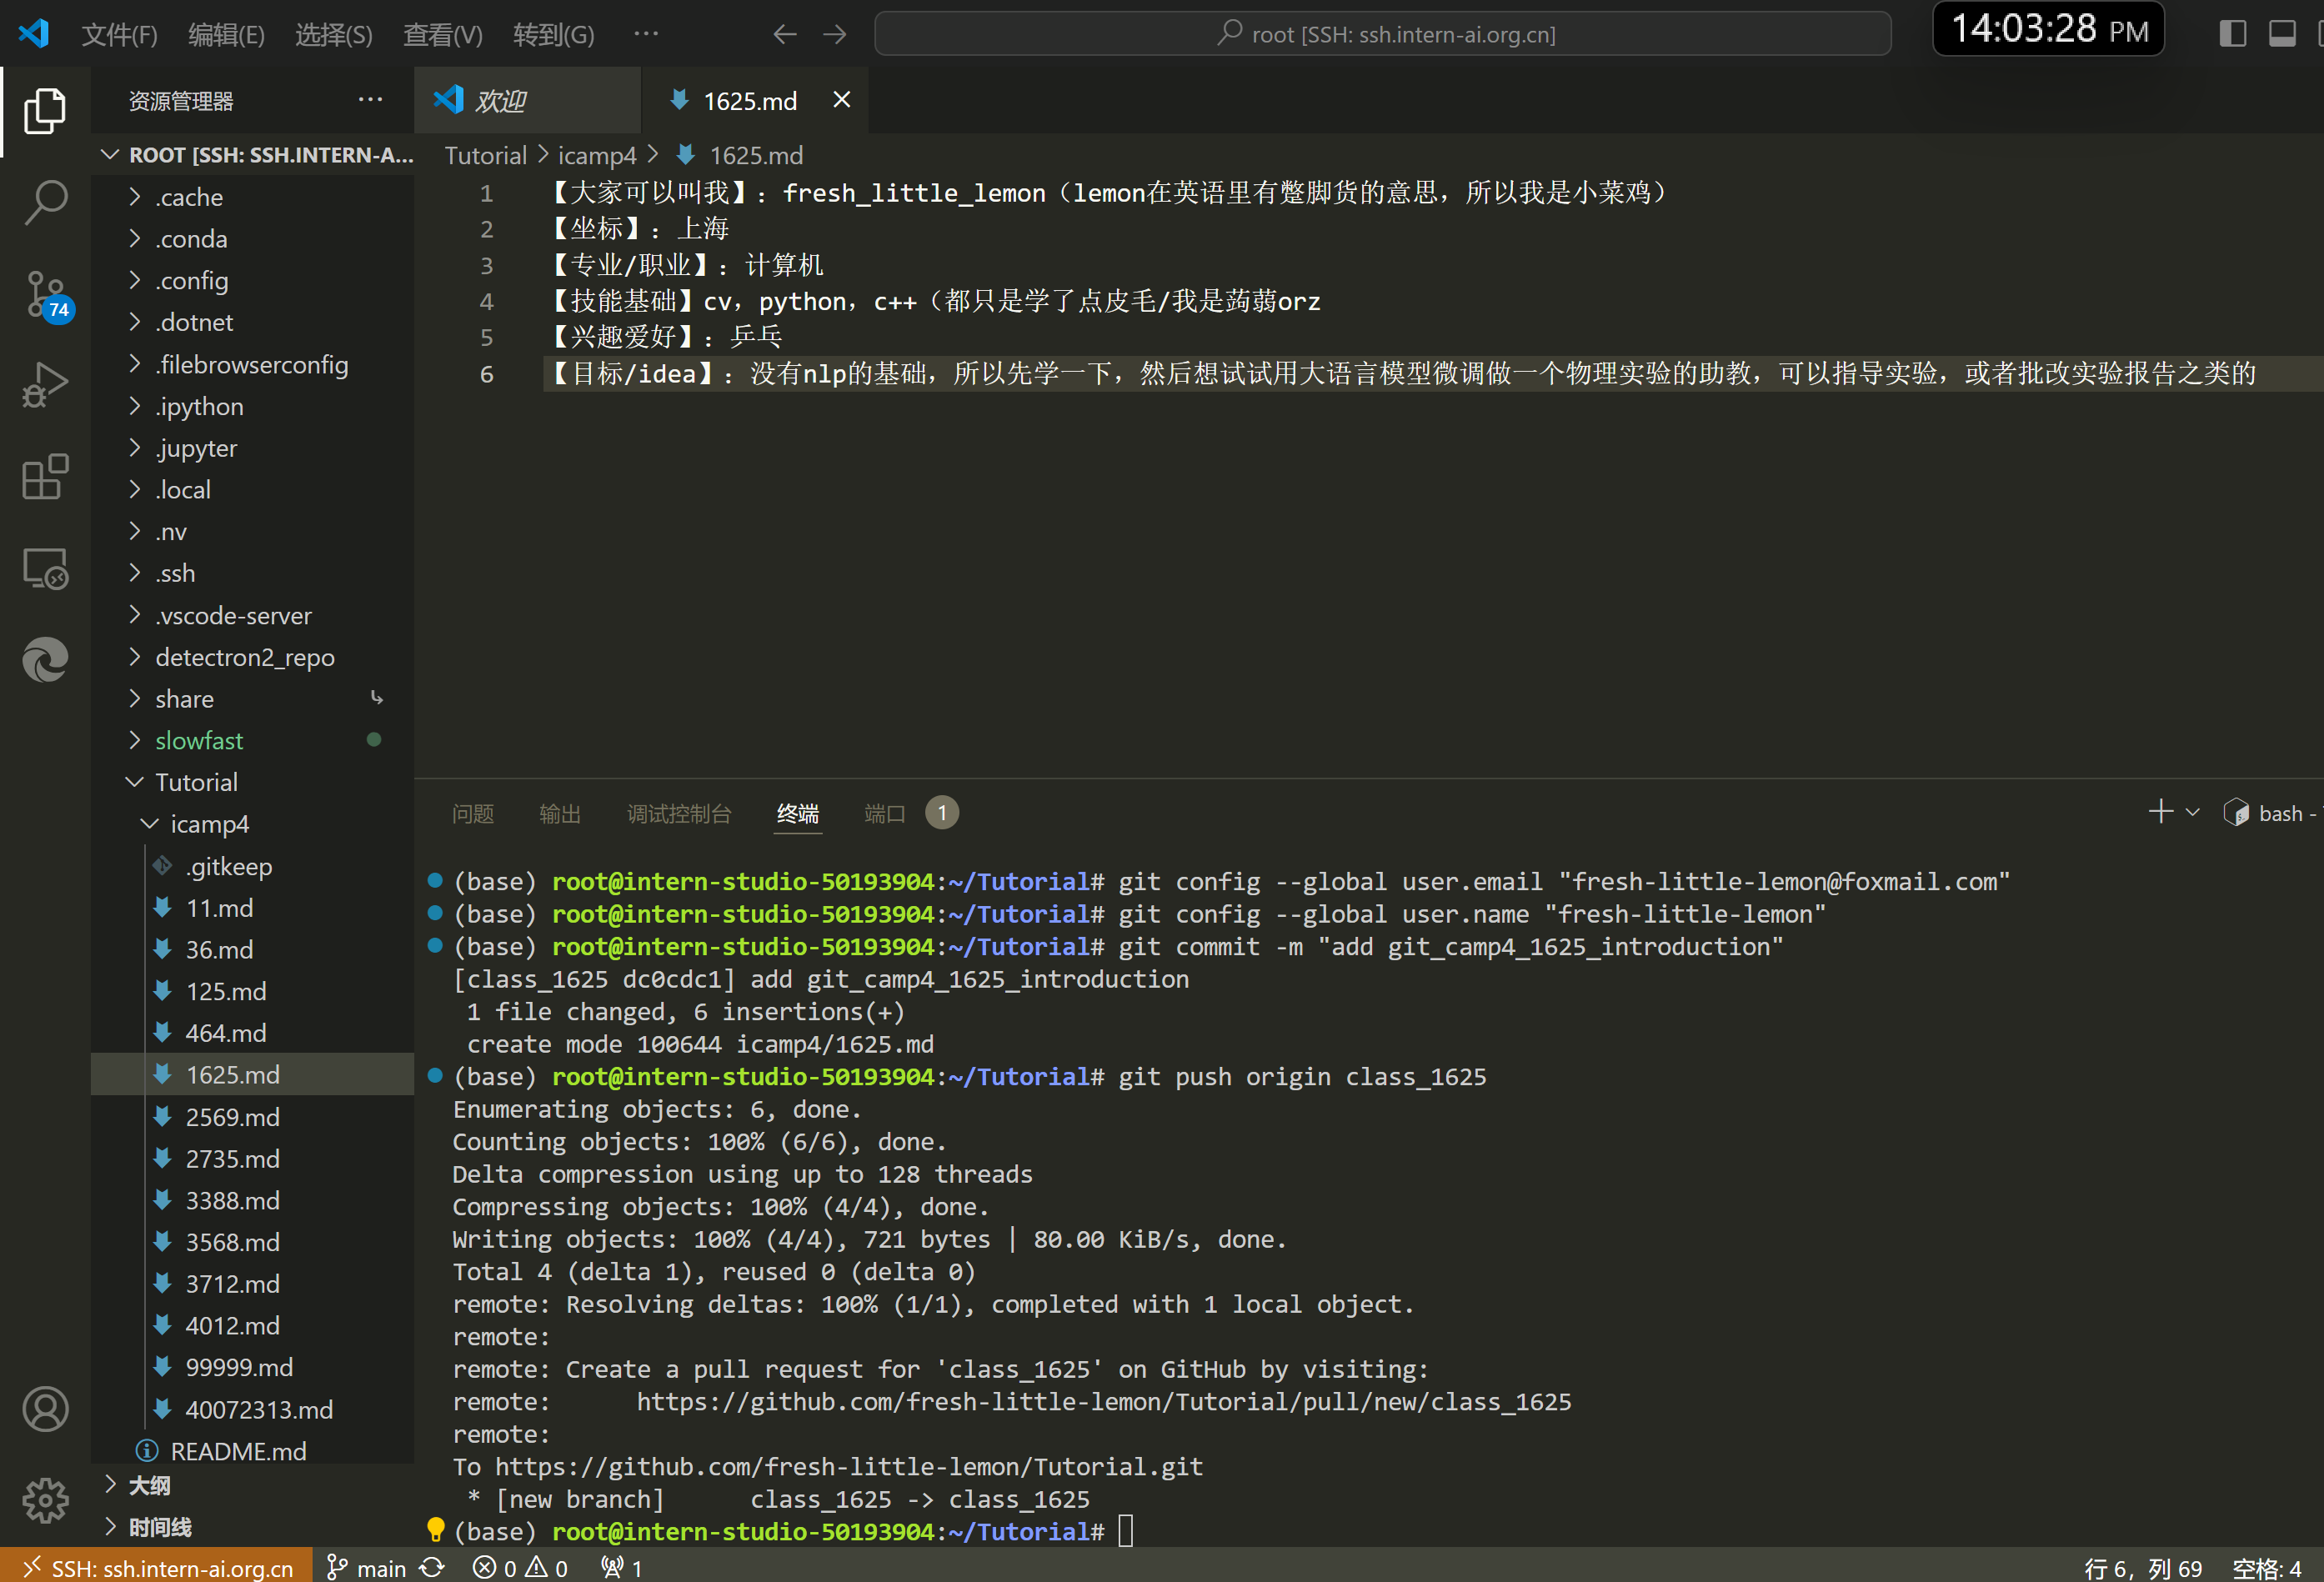 文件(F) 编辑(E) 选择(S) 查看(V) 转到(G) ··· root [SSH: ssh.intern-ai.org.cn] 14:03:28 PM
资源管理器 ···
ROOT [SSH: SSH.INTERN-A...
.cache
.conda
.config
.dotnet
.filebrowserconfig
.ipython
.jupyter
.local
.nv
.ssh
.vscode-server
detectron2_repo
share
slowfast
Tutorial
icamp4
.gitkeep
11.md
36.md
125.md
464.md
1625.md
2569.md
2735.md
3388.md
3568.md
3712.md
4012.md
99999.md
40072313.md
README.md
大纲
时间线
74
欢迎 1625.md
Tutorial > icamp4 > 1625.md
1 【大家可以叫我】：fresh_little_lemon（lemon在英语里有蹩脚货的意思，所以我是小菜鸡）
2 【坐标】：上海
3 【专业/职业】：计算机
4 【技能基础】cv，python，c++（都只是学了点皮毛/我是蒟蒻orz
5 【兴趣爱好】：乒乓
6 【目标/idea】：没有nlp的基础，所以先学一下，然后想试试用大语言模型微调做一个物理实验的助教，可以指导实验，或者批改实验报告之类的
问题 输出 调试控制台 终端 端口 1 bash -
(base) root@intern-studio-50193904:~/Tutorial# git config --global user.email "fresh-little-lemon@foxmail.com"
(base) root@intern-studio-50193904:~/Tutorial# git config --global user.name "fresh-little-lemon"
(base) root@intern-studio-50193904:~/Tutorial# git commit -m "add git_camp4_1625_introduction"
[class_1625 dc0cdc1] add git_camp4_1625_introduction
1 file changed, 6 insertions(+)
create mode 100644 icamp4/1625.md
(base) root@intern-studio-50193904:~/Tutorial# git push origin class_1625
Enumerating objects: 6, done.
Counting objects: 100% (6/6), done.
Delta compression using up to 128 threads
Compressing objects: 100% (4/4), done.
Writing objects: 100% (4/4), 721 bytes | 80.00 KiB/s, done.
Total 4 (delta 1), reused 0 (delta 0)
remote: Resolving deltas: 100% (1/1), completed with 1 local object.
remote:
remote: Create a pull request for 'class_1625' on GitHub by visiting:
remote:      https://github.com/fresh-little-lemon/Tutorial/pull/new/class_1625
remote:
To https://github.com/fresh-little-lemon/Tutorial.git
* [new branch]      class_1625 -> class_1625
(base) root@intern-studio-50193904:~/Tutorial#
SSH: ssh.intern-ai.org.cn main 0 0 1 行 6，列 69 空格: 4